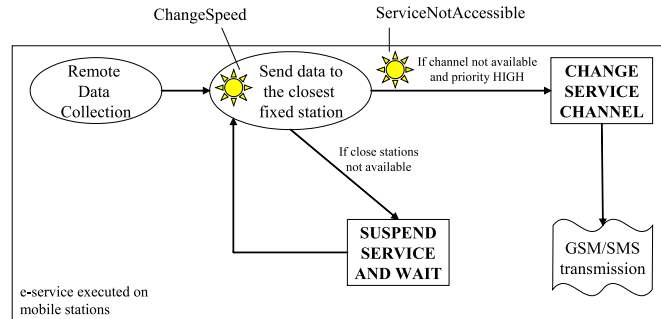 ChangeSpeed
ServiceNotAccessible
Remote
Data
Collection
Send data to
the closest
fixed station
If channel not available
and priority HIGH
CHANGE
SERVICE
CHANNEL
If close stations
not available
SUSPEND
SERVICE
AND WAIT
GSM/SMS
transmission
e-service executed on
mobile stations